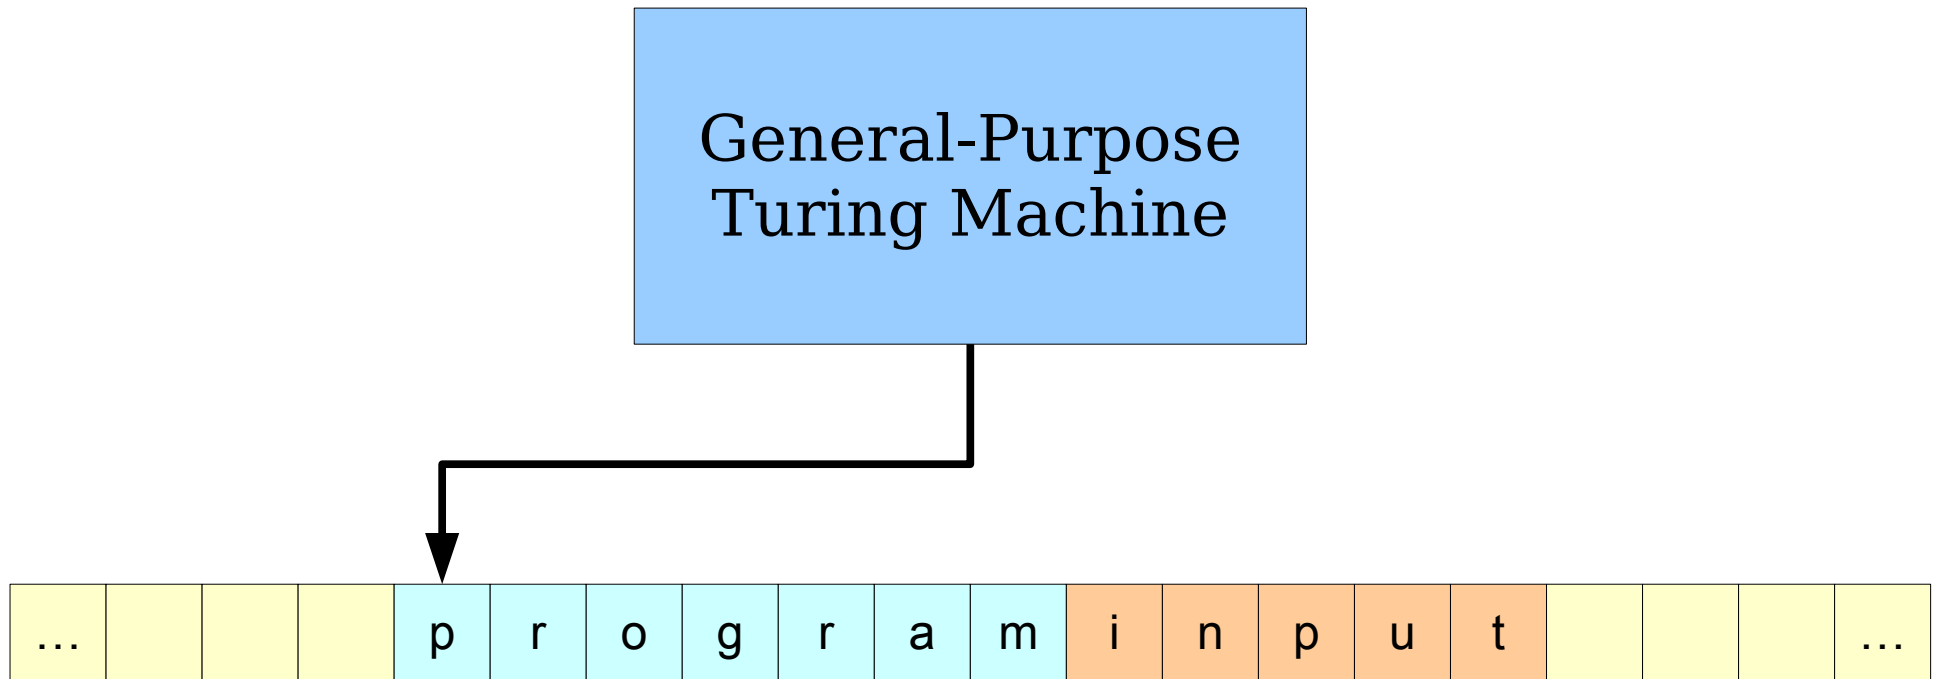 General-Purpose
Turing Machine
… p r o g r a m i n p u t …